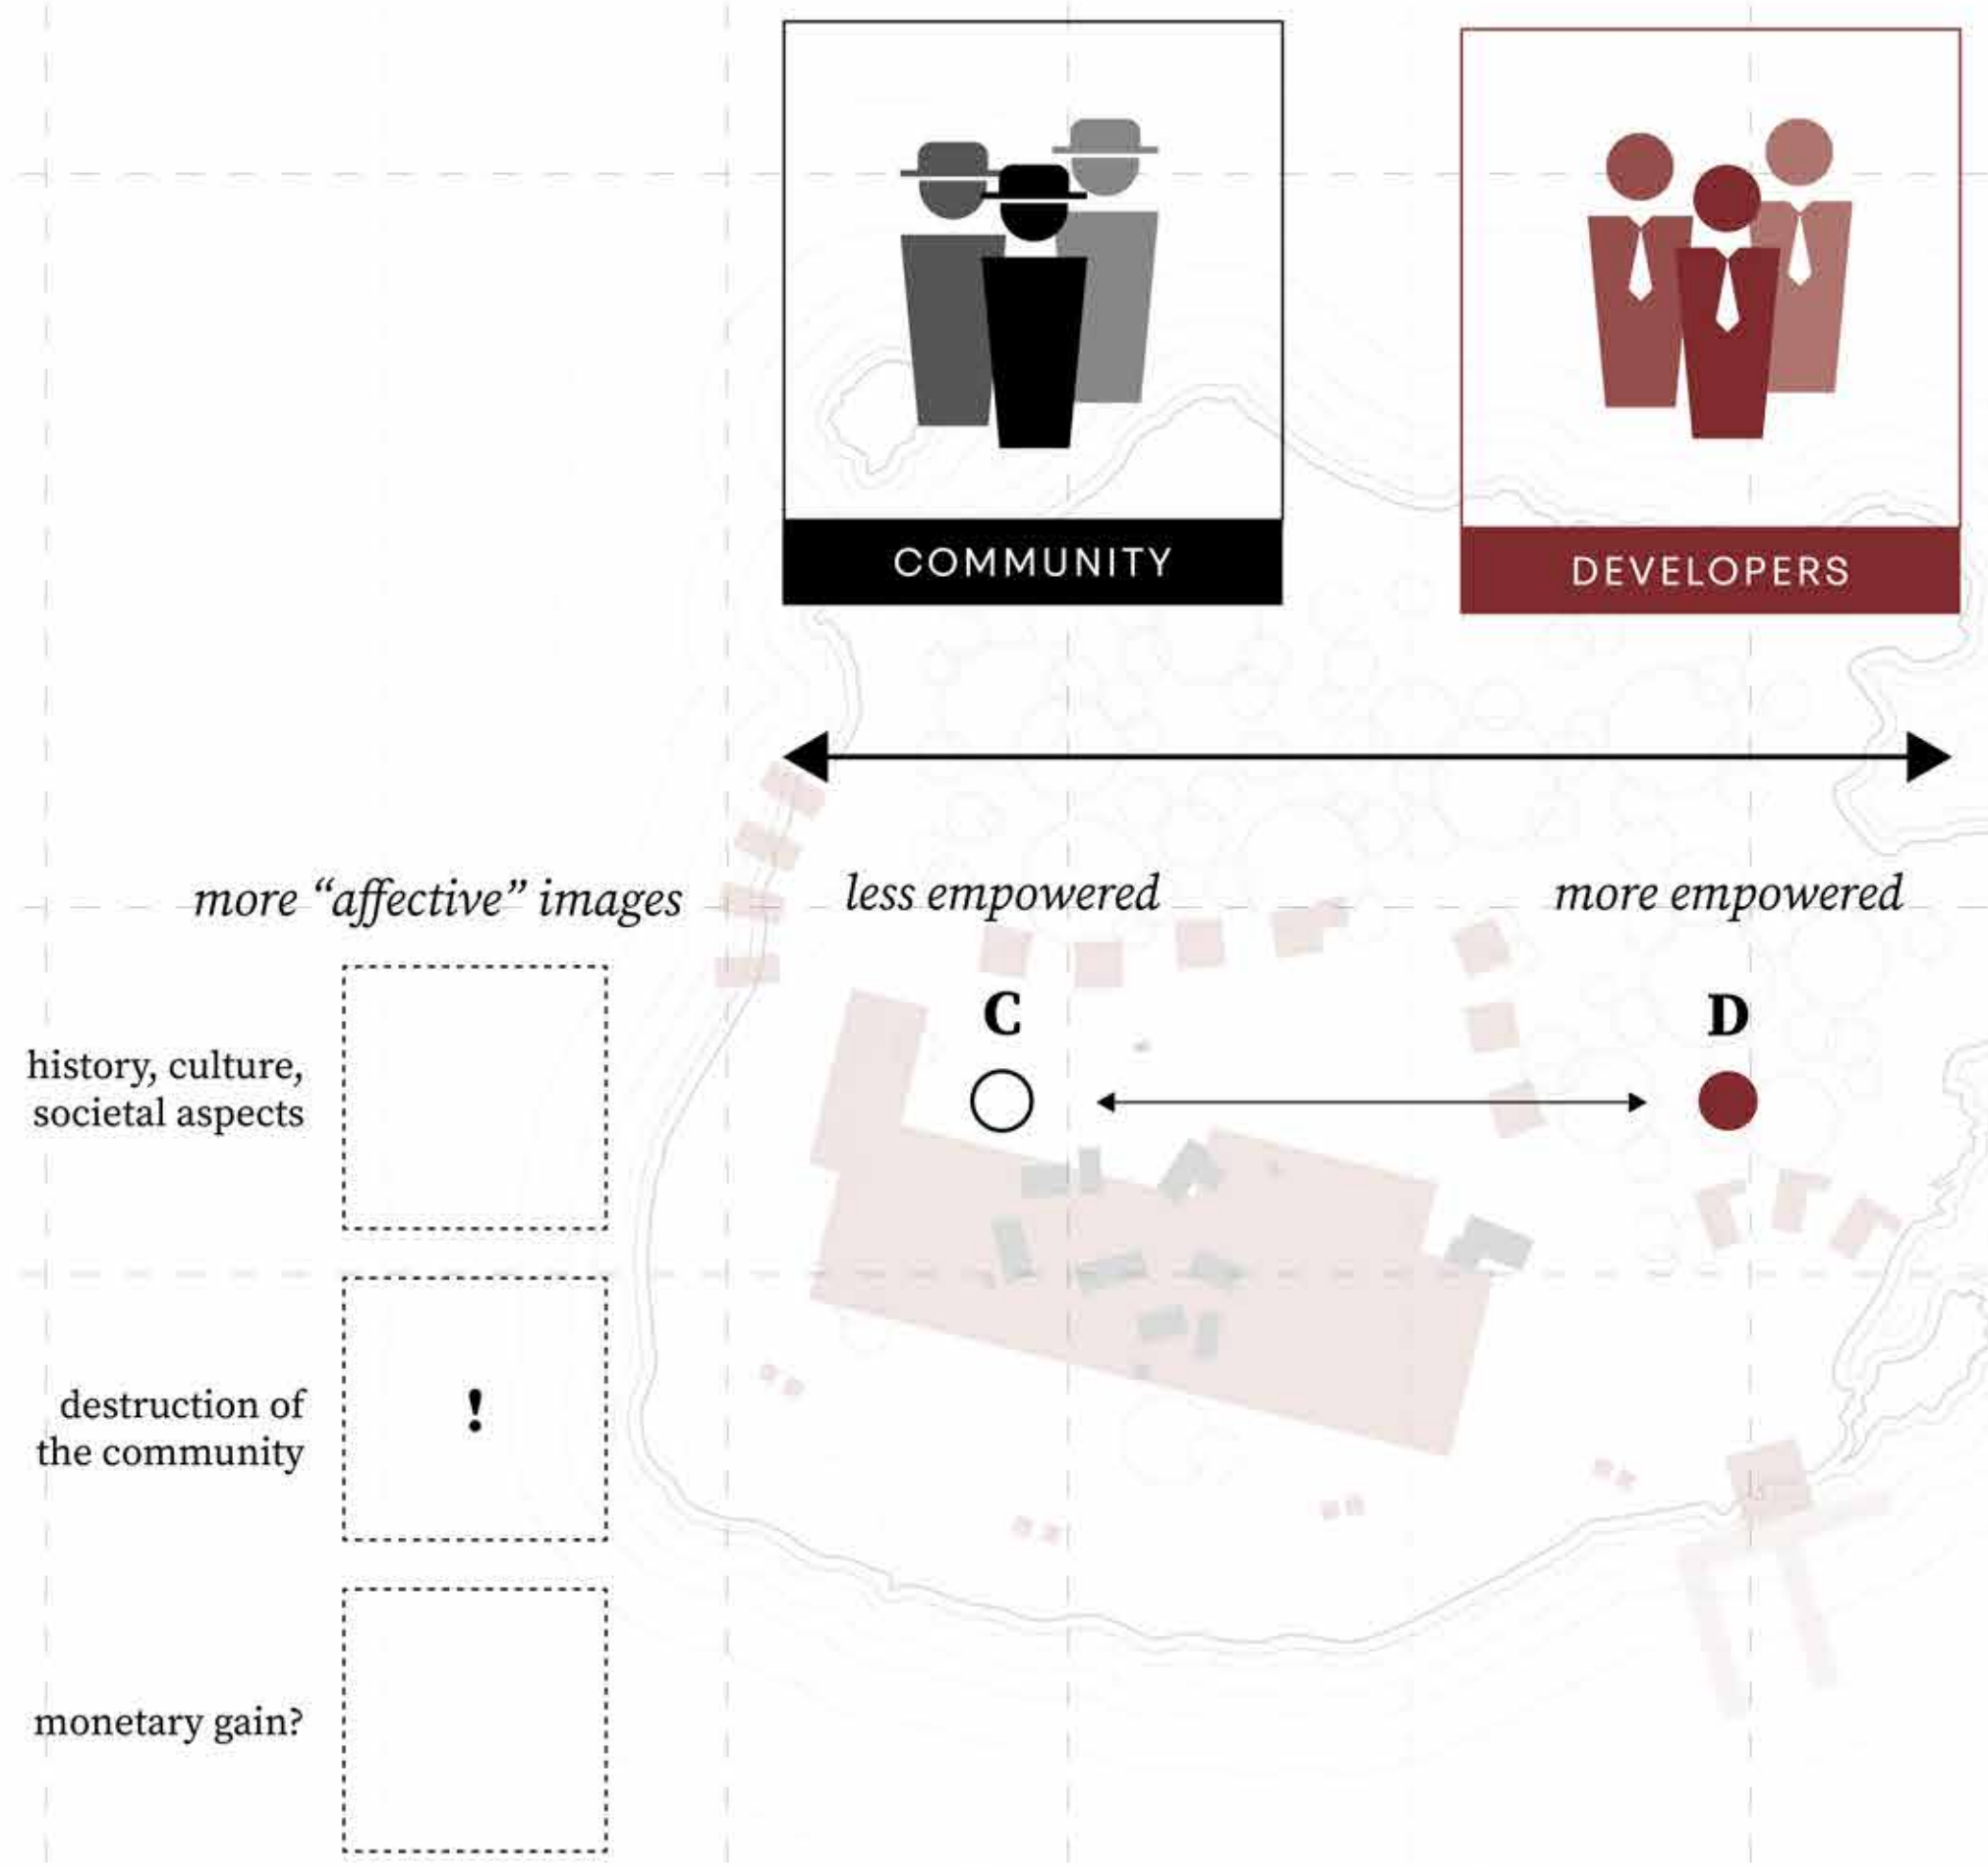 COMMUNITY
DEVELOPERS
more “affective” images
less empowered
more empowered
C
D
history, culture,
societal aspects
destruction of
the community
!
monetary gain?